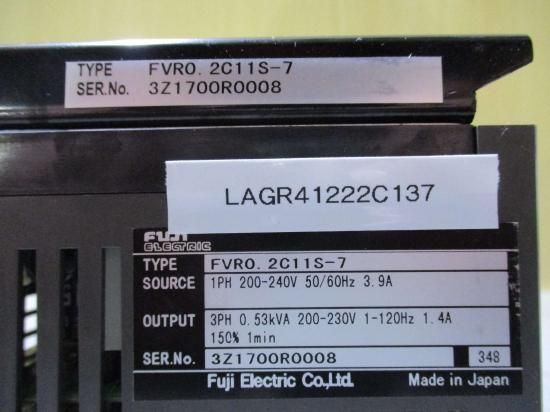 TYPE FVR0.2C11S-7
SER.No. 3Z1700R0008
LAGR41222C137
FUJI
ELECTRIC
TYPE FVR0.2C11S-7
SOURCE 1PH 200-240V 50/60Hz 3.9A
OUTPUT 3PH 0.53kVA 200-230V 1-120Hz 1.4A
150% 1min
SER.No. 3Z1700R0008 348
Fuji Electric Co.,Ltd. Made in Japan